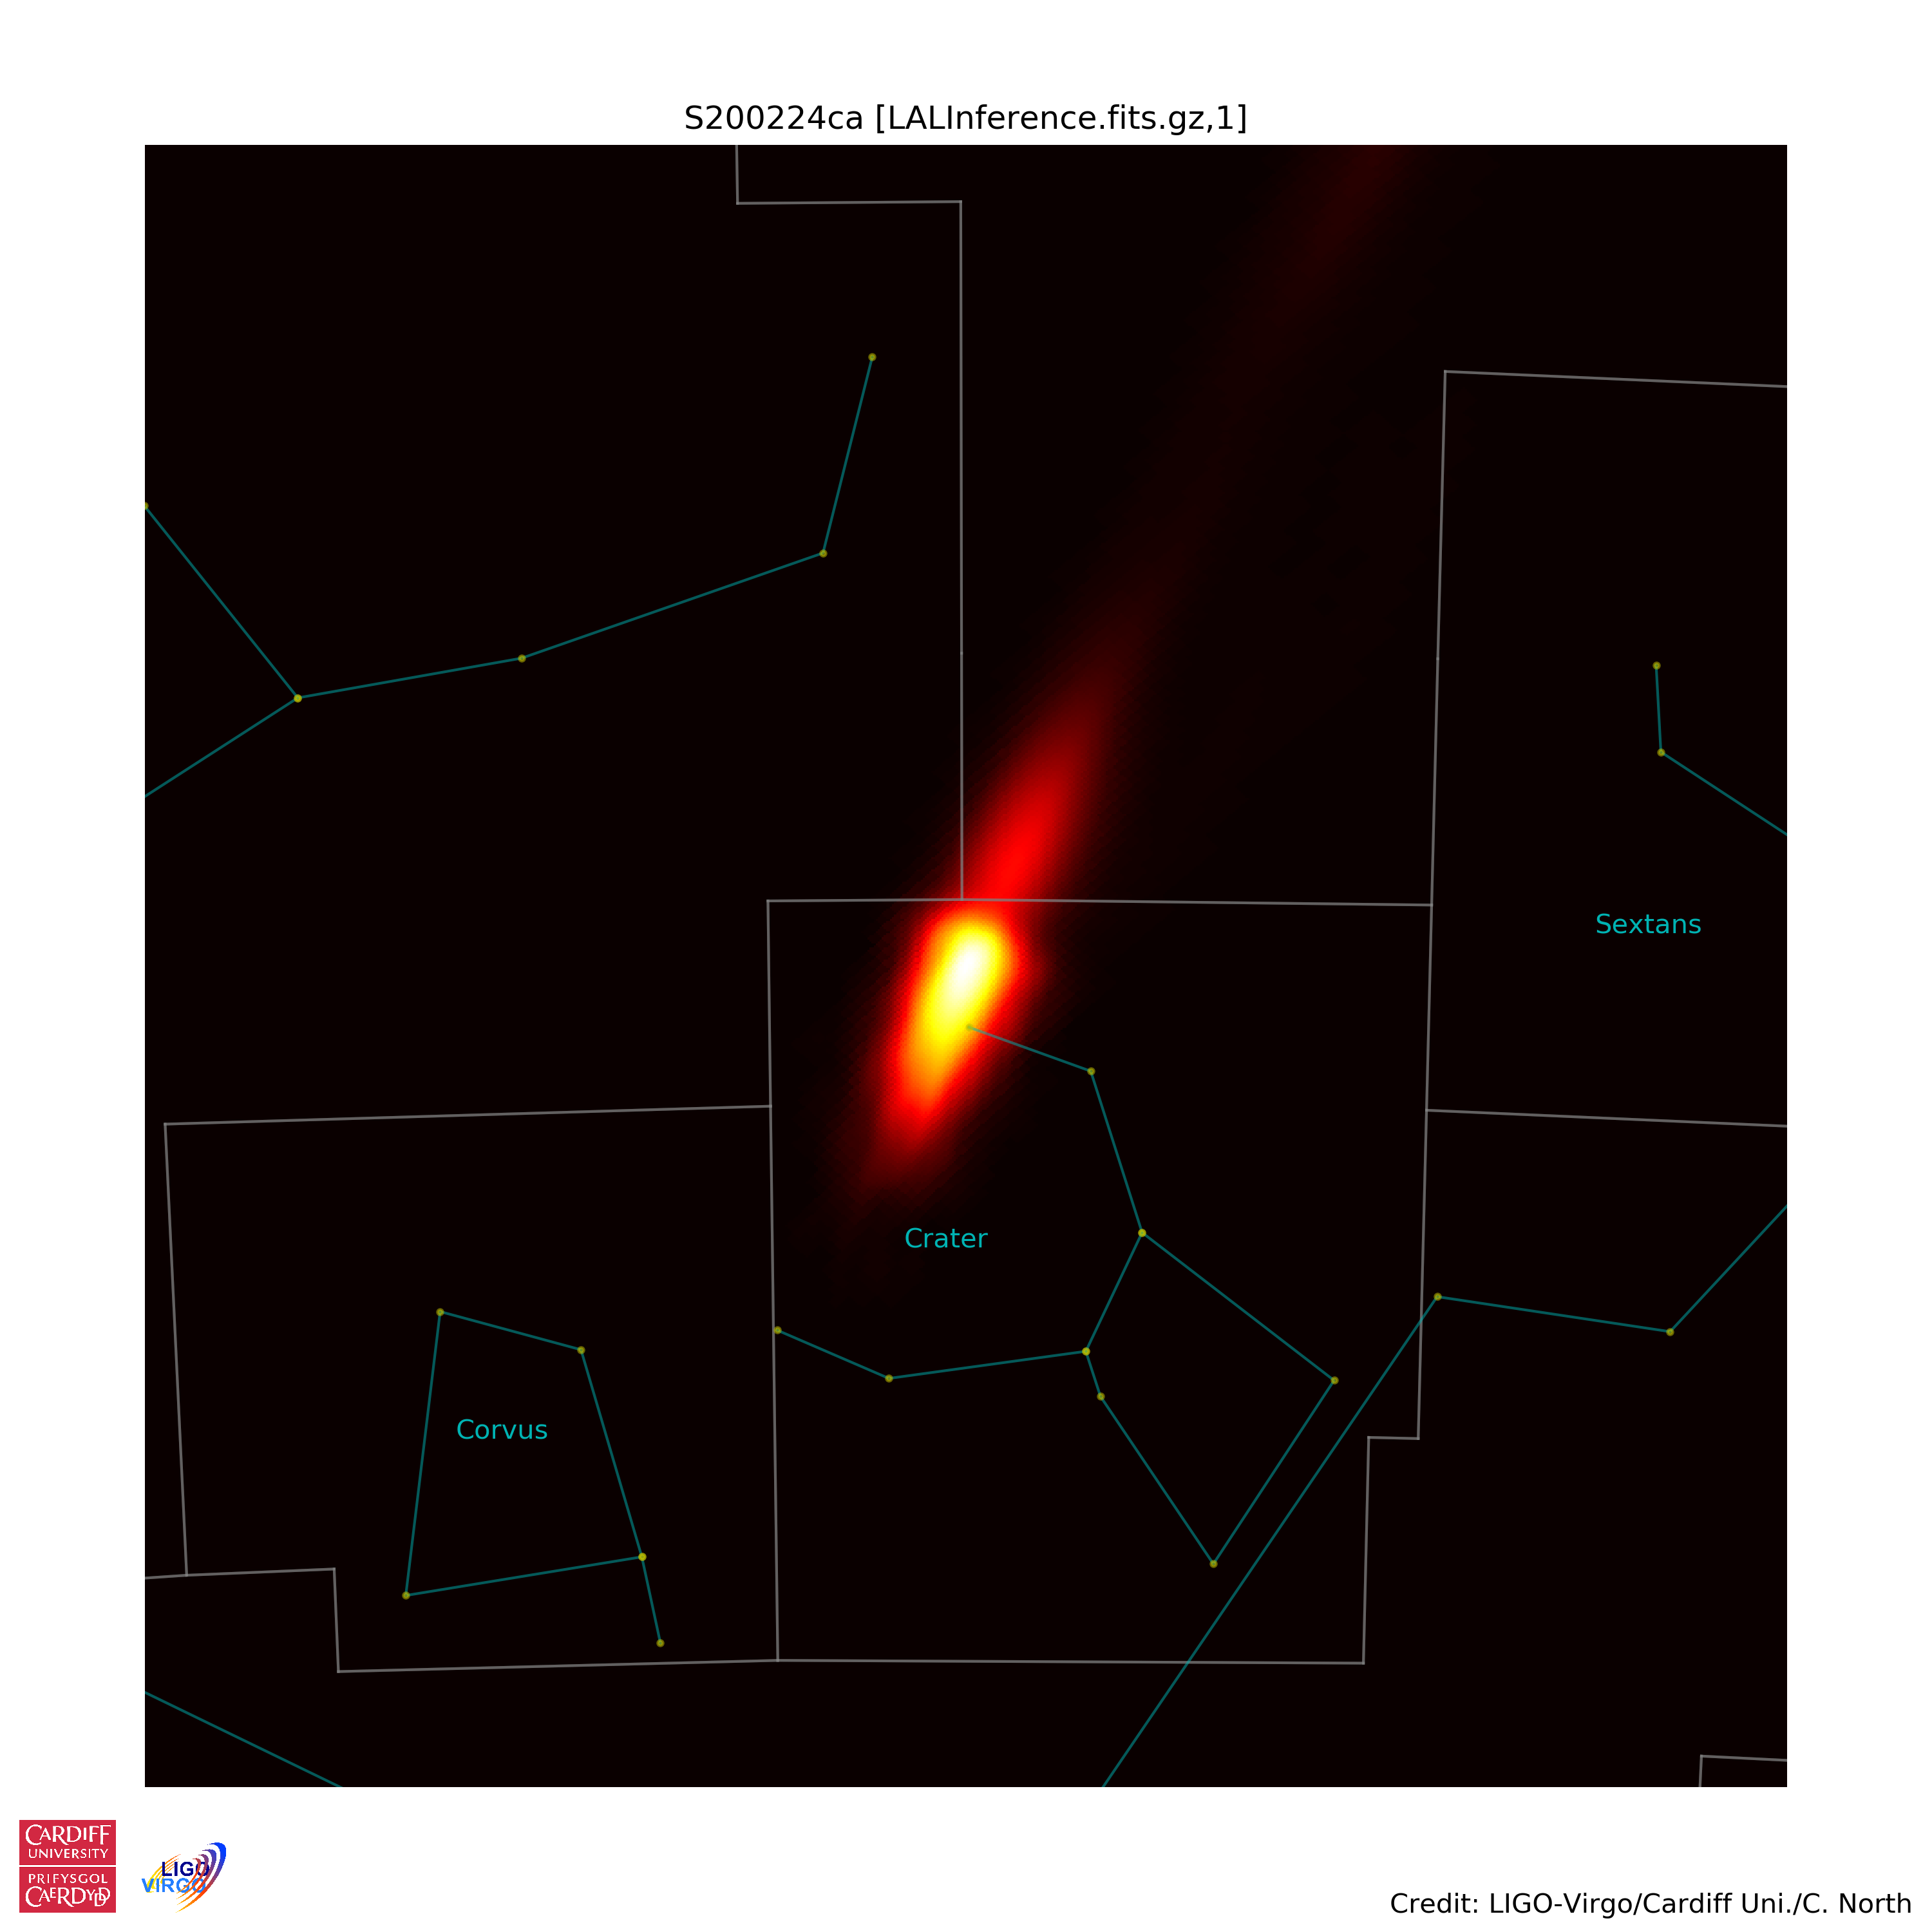 S200224ca [LALInference.fits.gz,1]
Sextans
Crater
Corvus
CARDIFF
UNIVERSITY
PRIFYSGOL
CAERDYDD
LIGO
VIRGO
Credit: LIGO-Virgo/Cardiff Uni./C. North